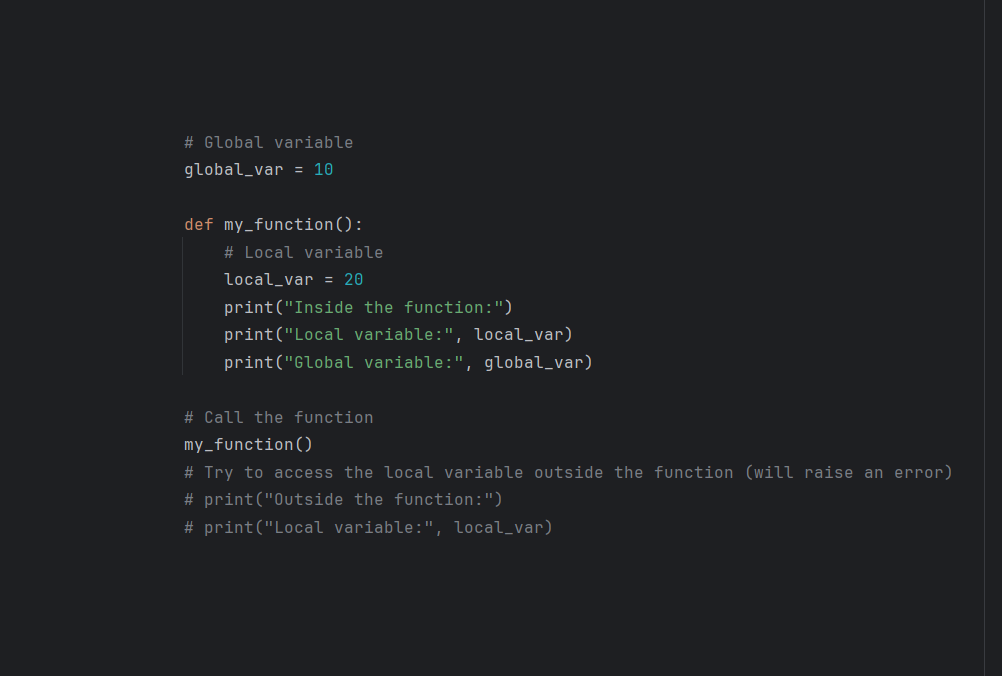 # Global variable
global_var = 10
def my_function():
# Local variable
local_var = 20
print("Inside the function:")
print("Local variable:", local_var)
print("Global variable:", global_var)
# Call the function
my_function()
# Try to access the local variable outside the function (will raise an error)
# print("Outside the function:")
# print("Local variable:", local_var)